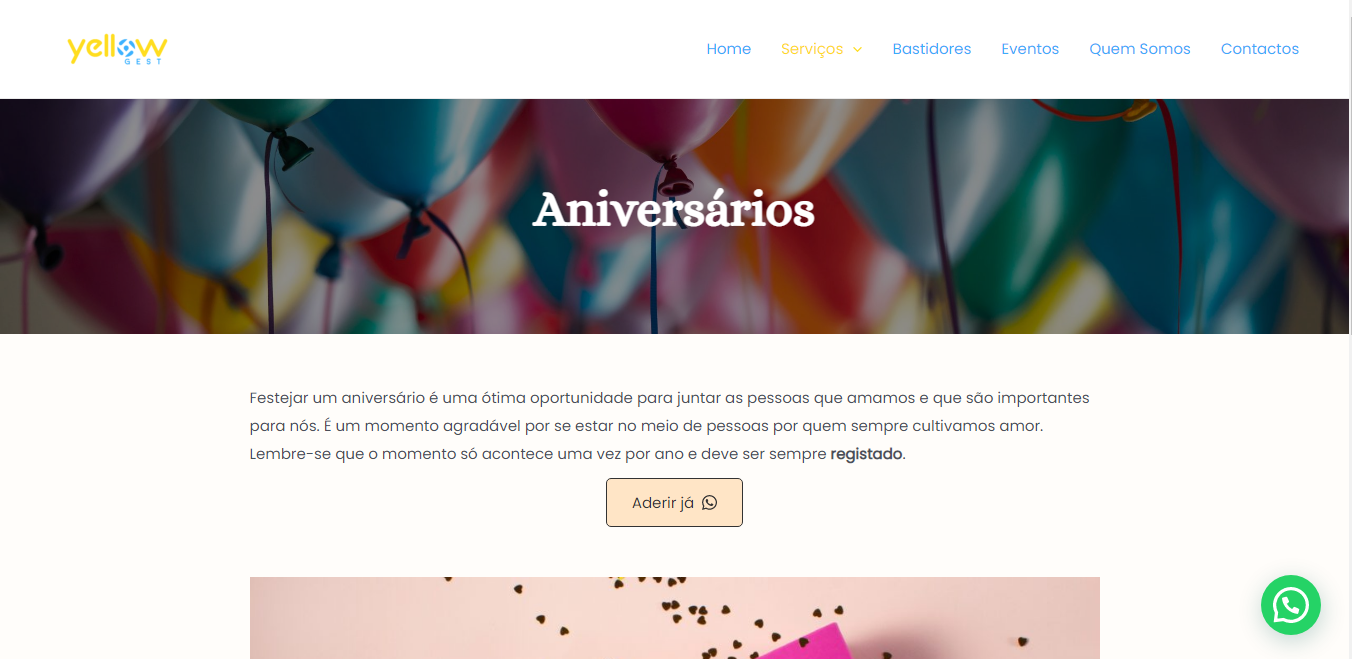 yellow
GEST
Home Serviços Bastidores Eventos Quem Somos Contactos
Aniversários
Festejar um aniversário é uma ótima oportunidade para juntar as pessoas que amamos e que são importantes
para nós. É um momento agradável por se estar no meio de pessoas por quem sempre cultivamos amor.
Lembre-se que o momento só acontece uma vez por ano e deve ser sempre registado.
Aderir já